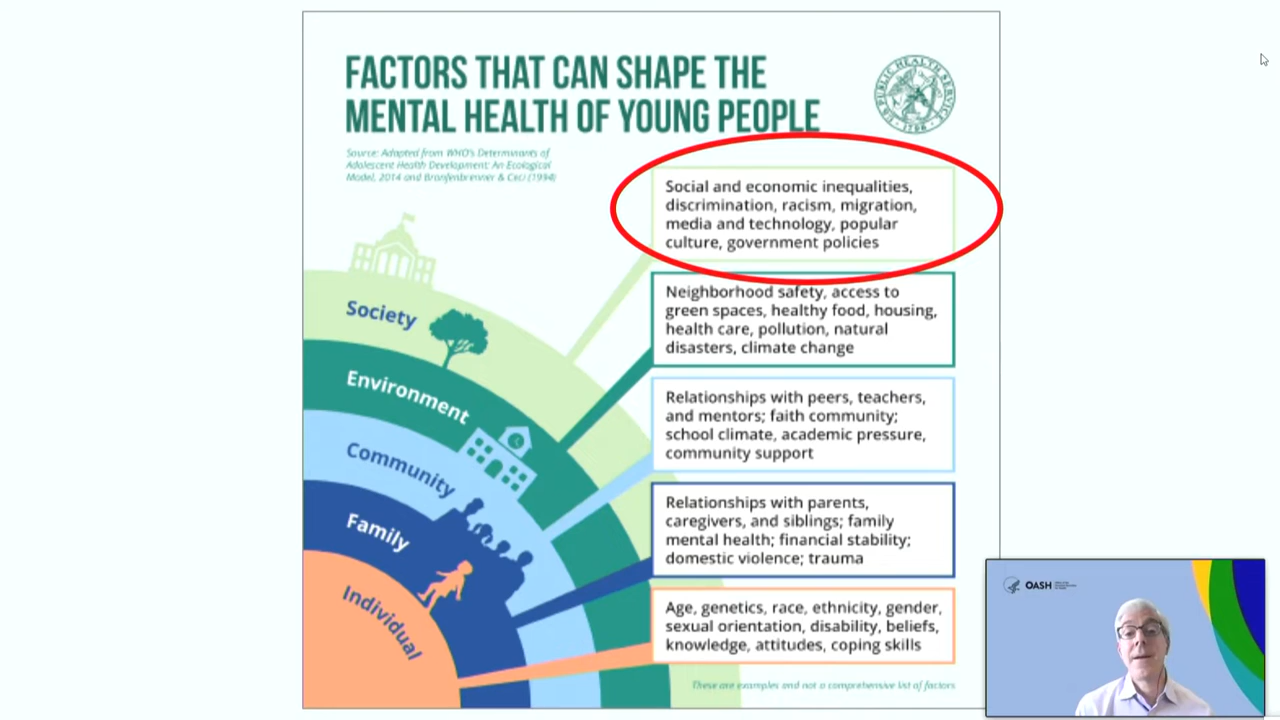 FACTORS THAT CAN SHAPE THE
MENTAL HEALTH OF YOUNG PEOPLE
U.S. PUBLIC HEALTH SERVICE
1798
Source: Adapted from WHO's Determinants of
Adolescent Health Development: An Ecological
Model, 2014 and Bronfenbrenner & Ceci (1994)
Social and economic inequalities,
discrimination, racism, migration,
media and technology, popular
culture, government policies
Society
Neighborhood safety, access to
green spaces, healthy food, housing,
health care, pollution, natural
disasters, climate change
Environment
Relationships with peers, teachers,
and mentors; faith community;
school climate, academic pressure,
community support
Community
Relationships with parents,
caregivers, and siblings; family
mental health; financial stability;
domestic violence; trauma
Family
Age, genetics, race, ethnicity, gender,
sexual orientation, disability, beliefs,
knowledge, attitudes, coping skills
Individual
These are examples and not a comprehensive list of factors
OASH